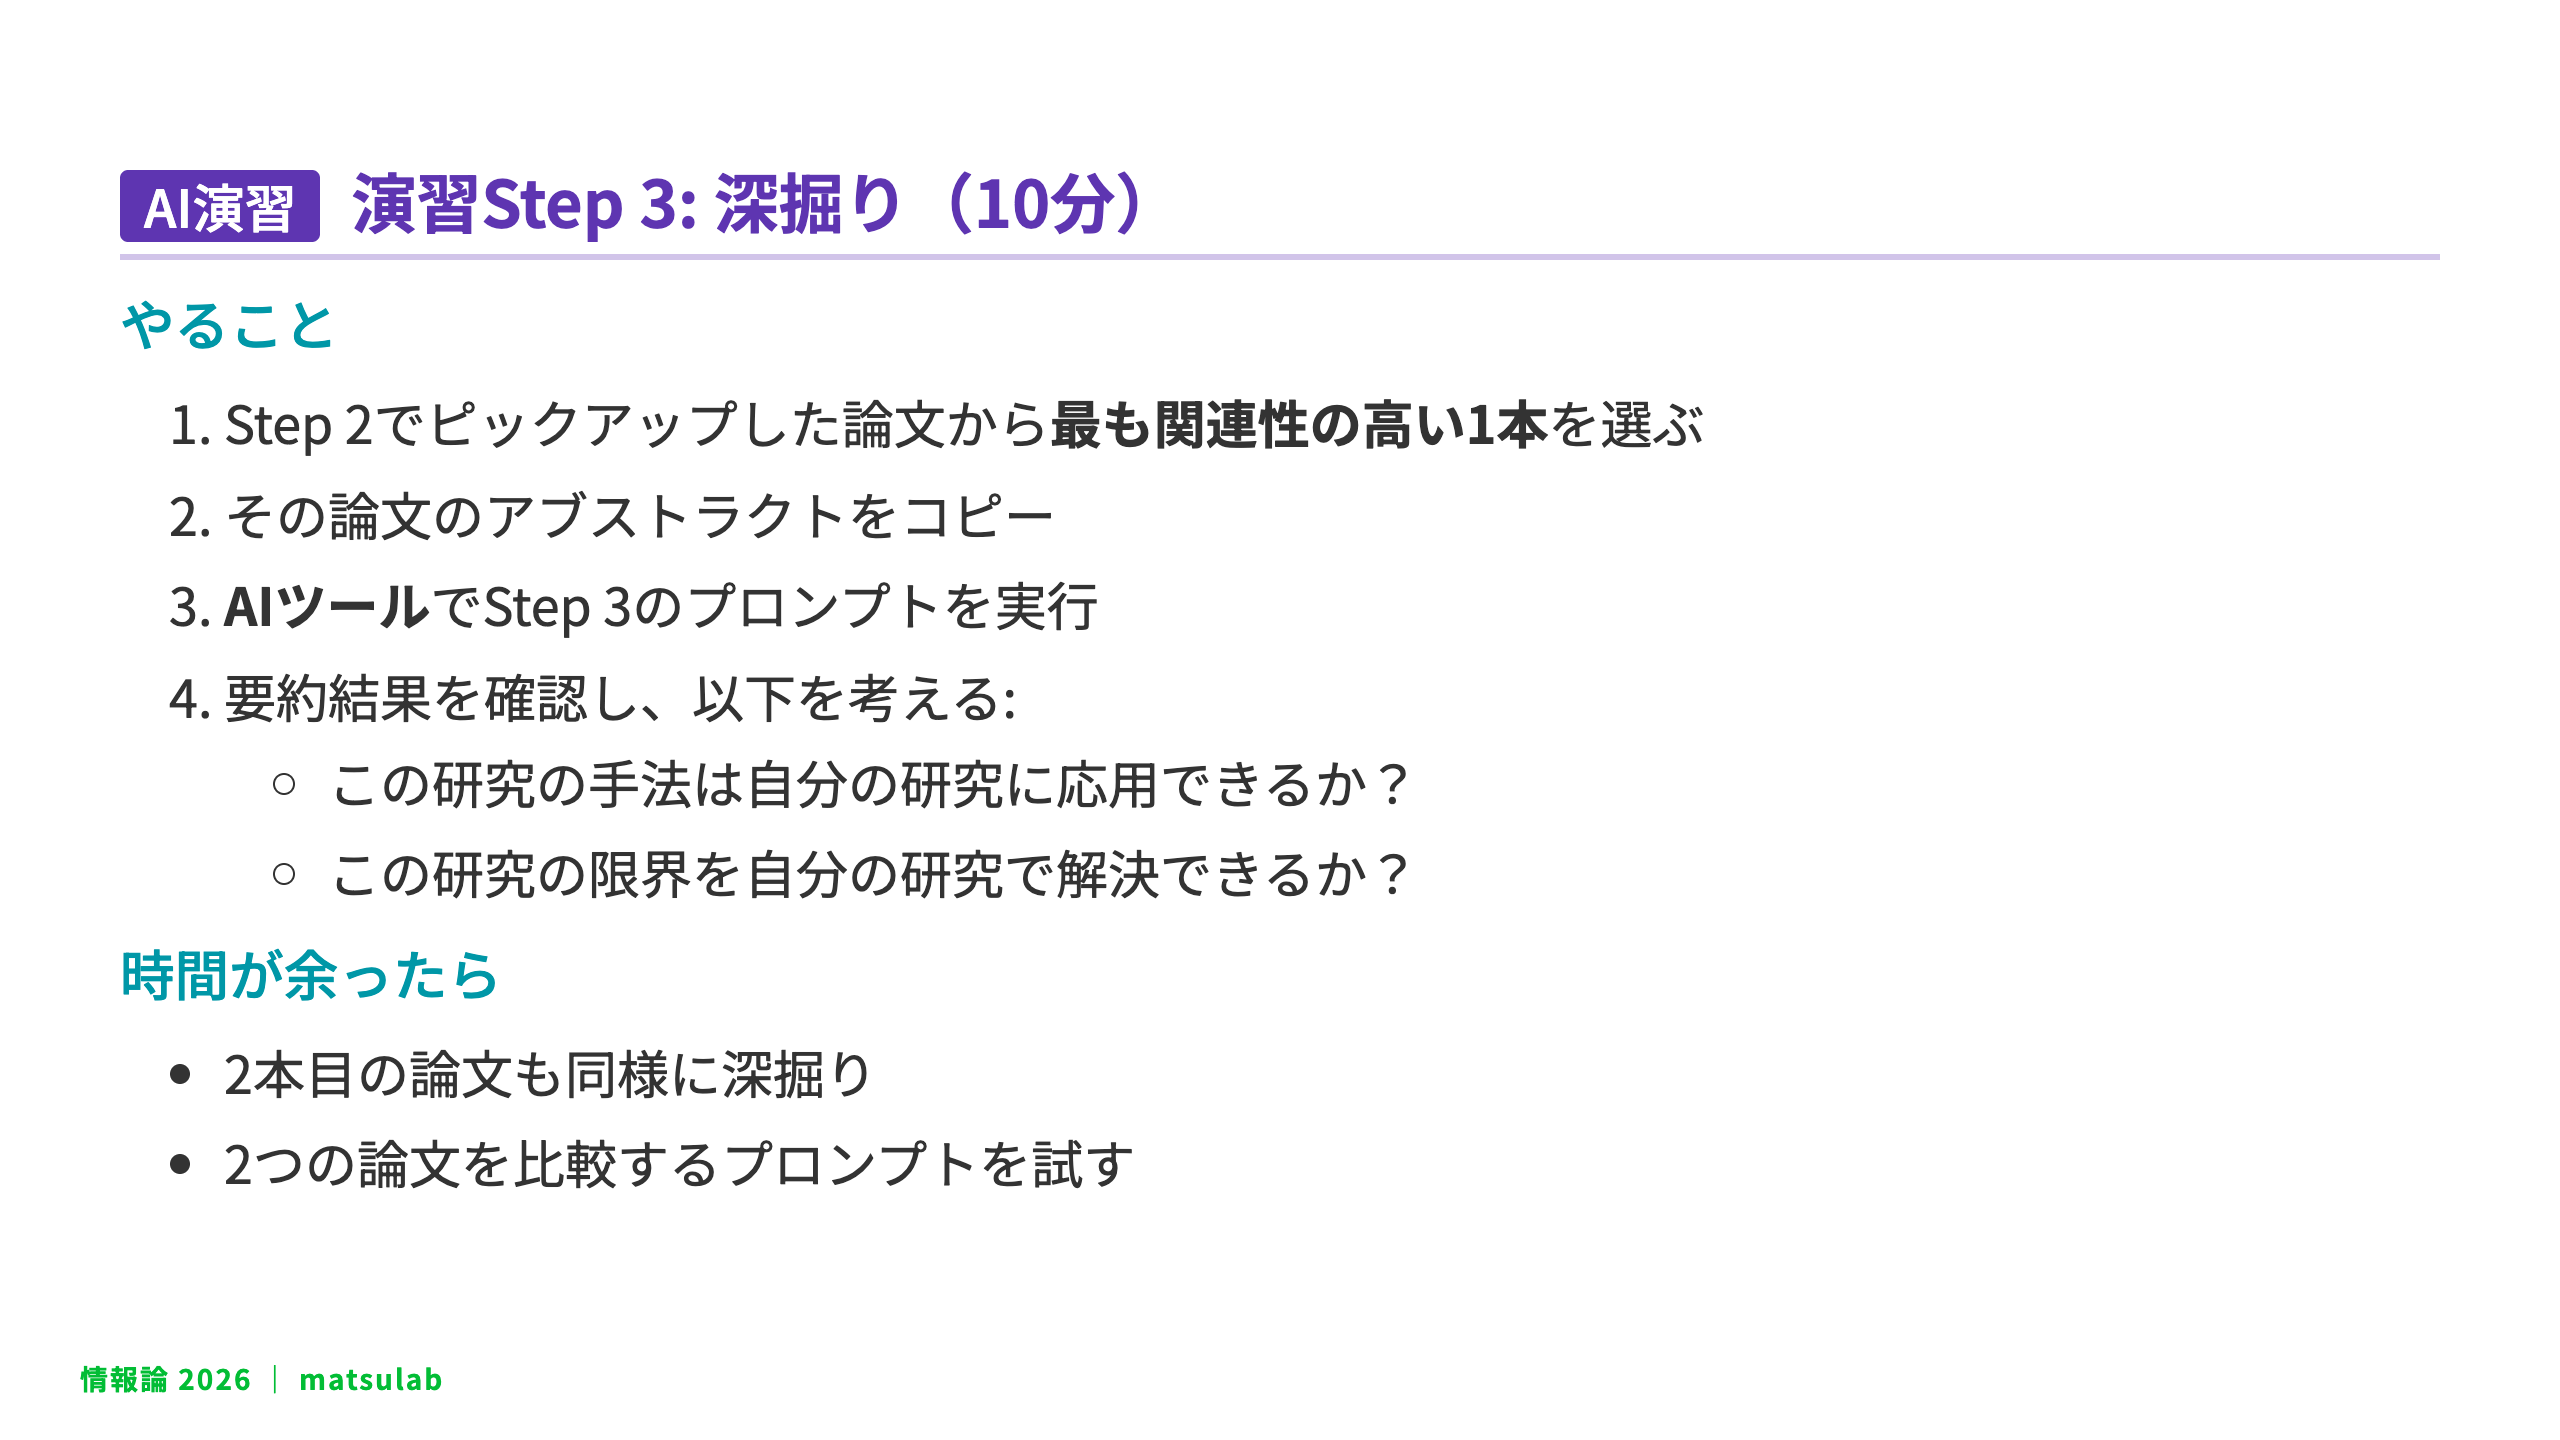 AI演習 演習Step 3: 深掘り（10分）
やること
1. Step 2でピックアップした論文から最も関連性の高い1本を選ぶ
2. その論文のアブストラクトをコピー
3. AIツールでStep 3のプロンプトを実行
4. 要約結果を確認し、以下を考える:
○ この研究の手法は自分の研究に応用できるか？
○ この研究の限界を自分の研究で解決できるか？
時間が余ったら
• 2本目の論文も同様に深掘り
• 2つの論文を比較するプロンプトを試す
情報論 2026 ｜ matsulab